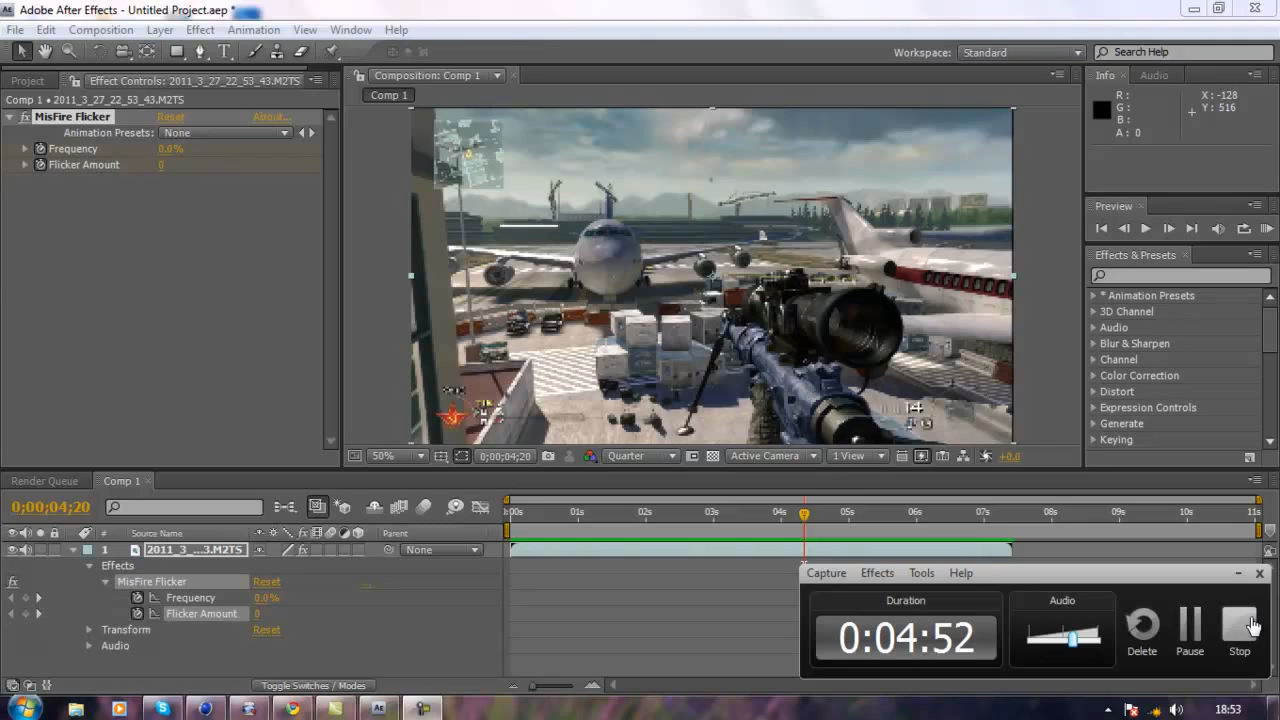 Adobe After Effects - Untitled Project.aep *
File Edit Composition Layer Effect Animation View Window Help
Workspace: Standard Search Help
Project Effect Controls: 2011_3_27_22_53_43.M2TS
Composition: Comp 1
Info Audio
Comp 1 • 2011_3_27_22_53_43.M2TS
Comp 1
fx MisFire Flicker Reset About...
Animation Presets: None
Frequency 0.0%
Flicker Amount 0
R :
G :
B :
A : 0
X : -128
Y : 516
Preview
Effects & Presets
* Animation Presets
3D Channel
Audio
Blur & Sharpen
Channel
Color Correction
Distort
Expression Controls
Generate
Keying
14
50% 0;00;04;20 Quarter Active Camera 1 View +0.0
Render Queue Comp 1
0;00;04;20
:00s 01s 02s 03s 04s 05s 06s 07s 08s 09s 10s 11s
# Source Name Parent
1 2011_3_...3.M2TS fx None
Effects
fx MisFire Flicker Reset
Frequency 0.0%
Flicker Amount 0
Transform Reset
Audio
Toggle Switches / Modes
Capture Effects Tools Help
Duration Audio
0:04:52
Delete Pause Stop
AE 18:53